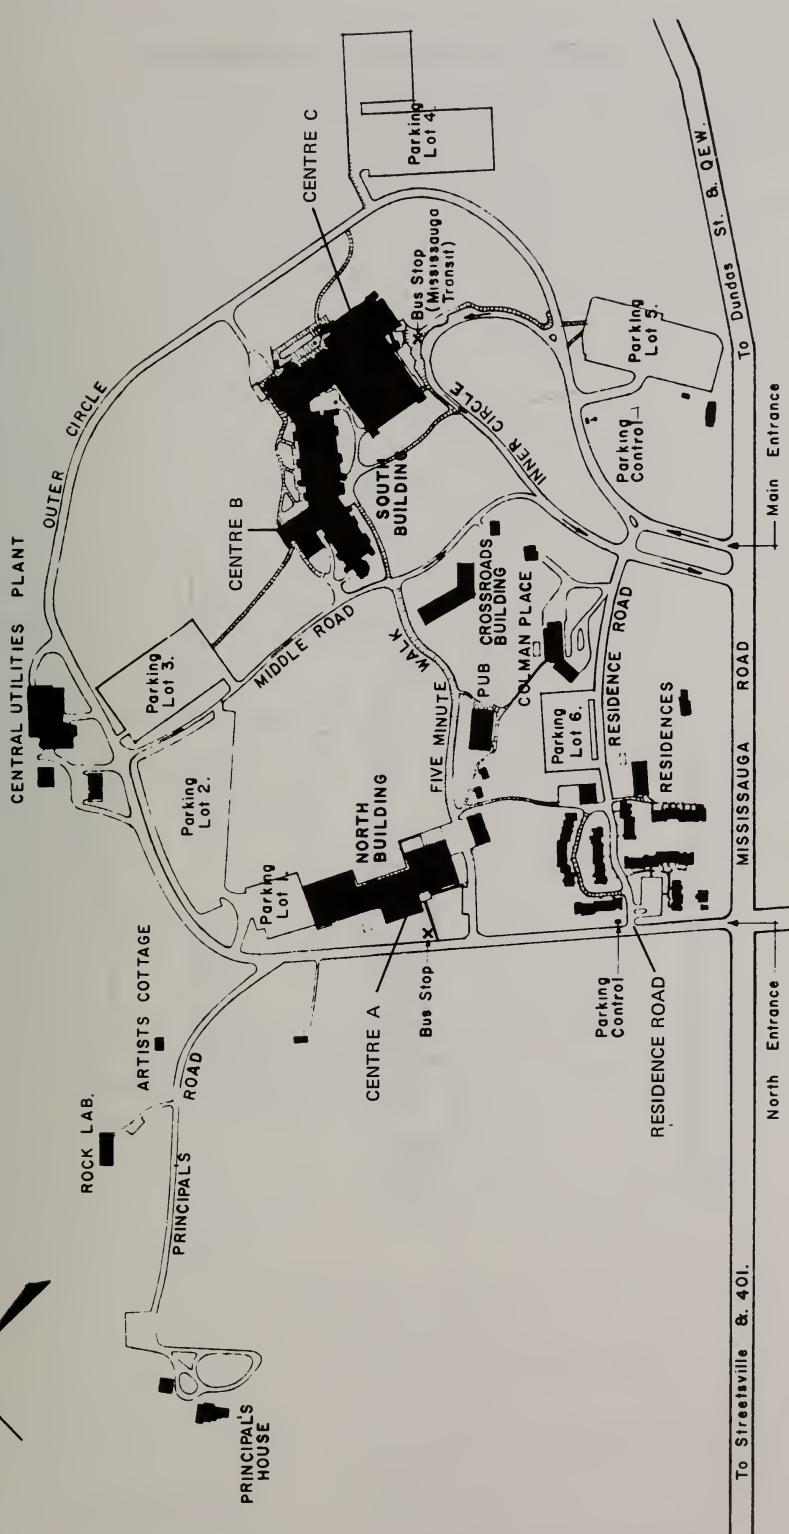 CENTRAL UTILITIES PLANT
OUTER CIRCLE
CENTRE C
Parking
Lot 4.
ROCK LAB.
ARTISTS COTTAGE
Parking
Lot 3.
CENTRE B
Bus Stop
(Mississauga
Transit)
PRINCIPAL'S ROAD
Parking
Lot 2.
MIDDLE ROAD
SOUTH
BUILDING
INNER CIRCLE
Parking
Lot 5.
PRINCIPAL'S
HOUSE
Parking
Lot 1.
NORTH
BUILDING
FIVE MINUTE WALK
CROSSROADS
BUILDING
PUB
COLMAN PLACE
Parking
Control
CENTRE A
Bus Stop
Parking
Lot 6.
RESIDENCE ROAD
RESIDENCES
Parking
Control
RESIDENCE ROAD
To Streetsville & 401.
MISSISSAUGA ROAD
To Dundas St. & QEW.
North Entrance
Main Entrance